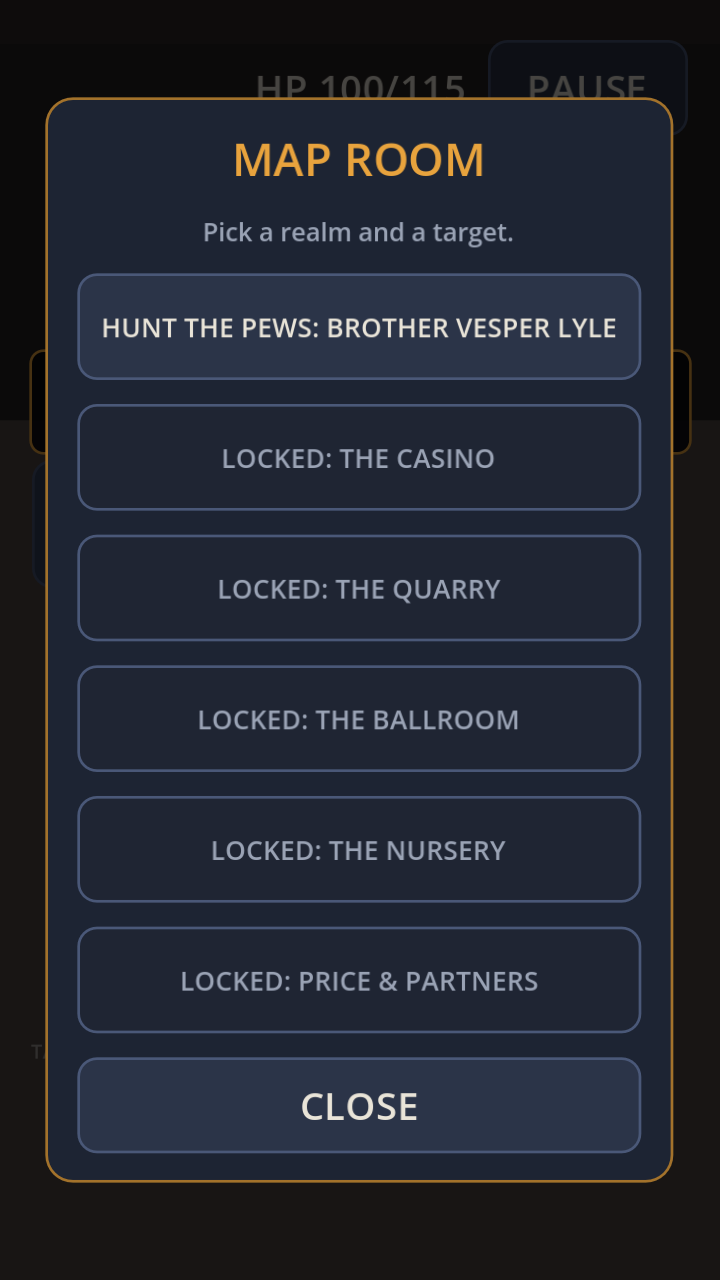 HP 100/115
PAUSE
MAP ROOM
Pick a realm and a target.
HUNT THE PEWS: BROTHER VESPER LYLE
LOCKED: THE CASINO
LOCKED: THE QUARRY
LOCKED: THE BALLROOM
LOCKED: THE NURSERY
LOCKED: PRICE & PARTNERS
CLOSE